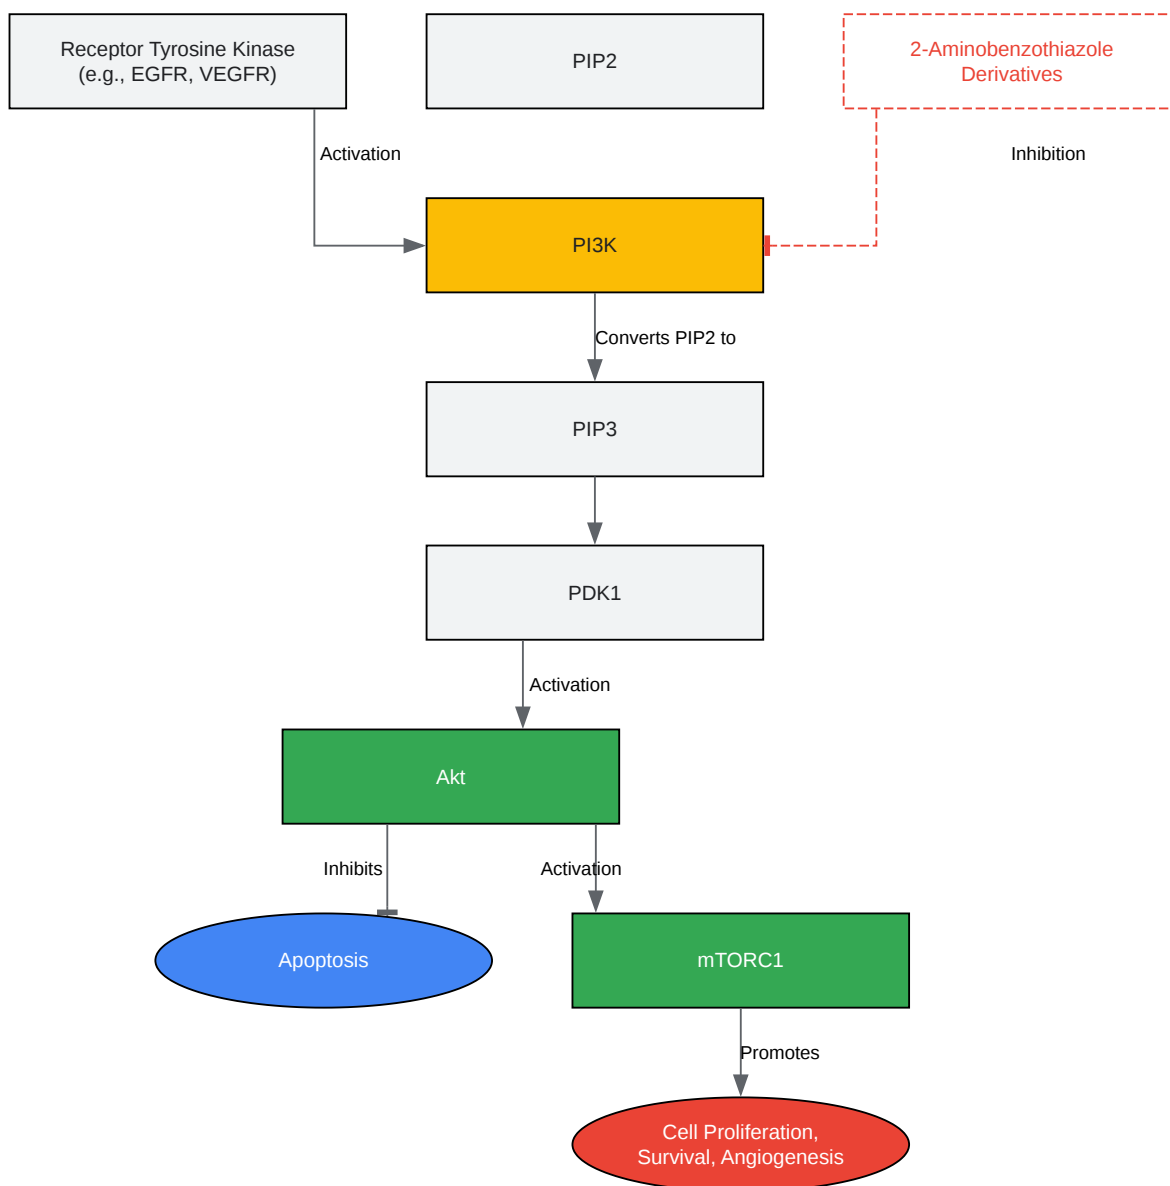 Receptor Tyrosine Kinase
(e.g., EGFR, VEGFR)
PIP2
2-Aminobenzothiazole
Derivatives
Activation
Inhibition
PI3K
Converts PIP2 to
PIP3
PDK1
Activation
Akt
Inhibits
Activation
Apoptosis
mTORC1
Promotes
Cell Proliferation,
Survival, Angiogenesis